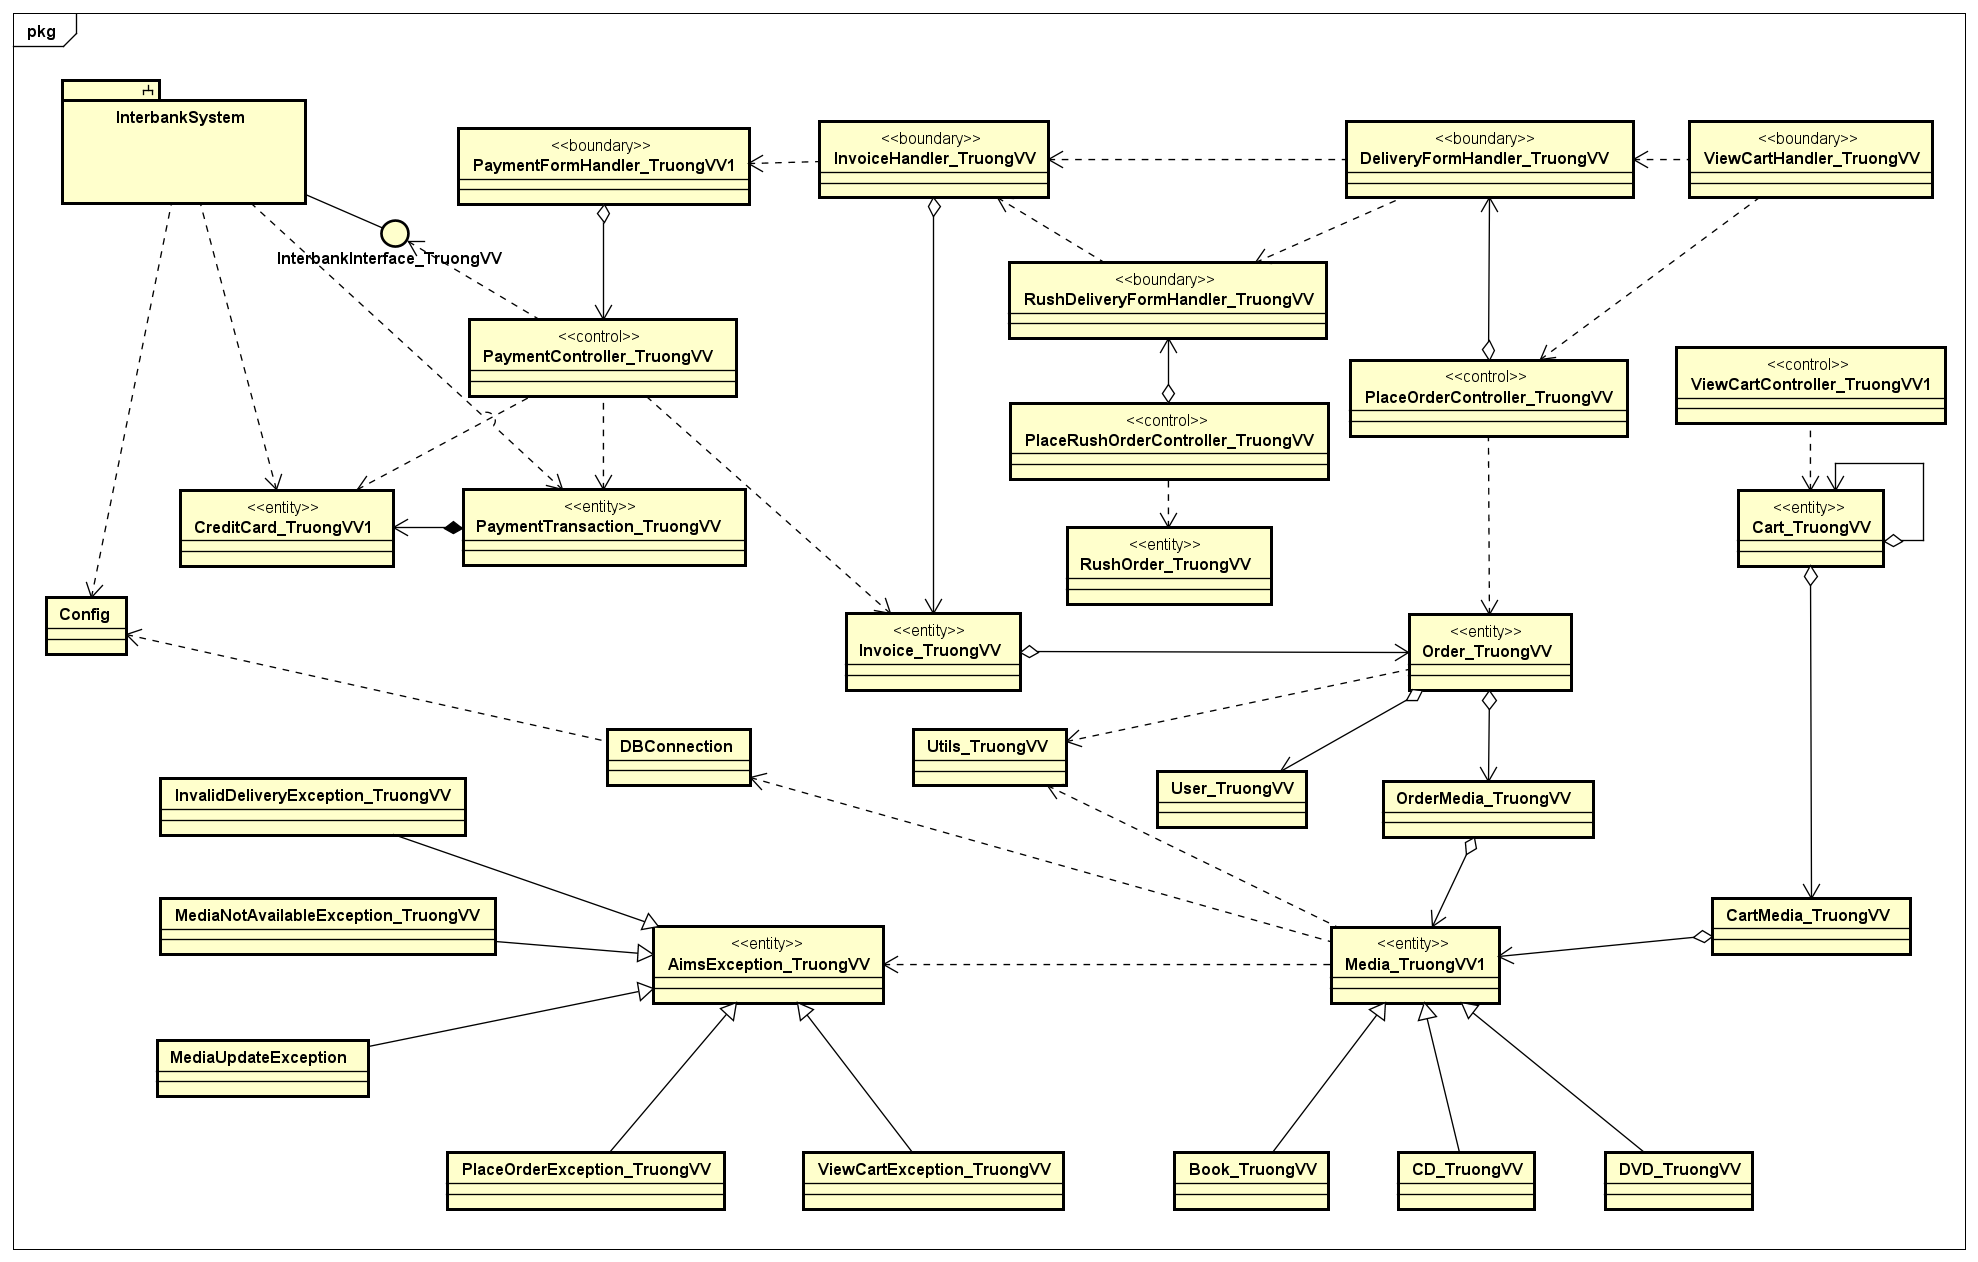 pkg
InterbankSystem
<<boundary>>
PaymentFormHandler_TruongVV1
<<boundary>>
InvoiceHandler_TruongVV
<<boundary>>
DeliveryFormHandler_TruongVV
<<boundary>>
ViewCartHandler_TruongVV
InterbankInterface_TruongVV
<<boundary>>
RushDeliveryFormHandler_TruongVV
<<control>>
PaymentController_TruongVV
<<control>>
PlaceOrderController_TruongVV
<<control>>
ViewCartController_TruongVV1
<<control>>
PlaceRushOrderController_TruongVV
<<entity>>
CreditCard_TruongVV1
<<entity>>
PaymentTransaction_TruongVV
<<entity>>
Cart_TruongVV
<<entity>>
RushOrder_TruongVV
Config
<<entity>>
Invoice_TruongVV
<<entity>>
Order_TruongVV
DBConnection
Utils_TruongVV
User_TruongVV
OrderMedia_TruongVV
InvalidDeliveryException_TruongVV
MediaNotAvailableException_TruongVV
CartMedia_TruongVV
<<entity>>
AimsException_TruongVV
<<entity>>
Media_TruongVV1
MediaUpdateException
PlaceOrderException_TruongVV
ViewCartException_TruongVV
Book_TruongVV
CD_TruongVV
DVD_TruongVV